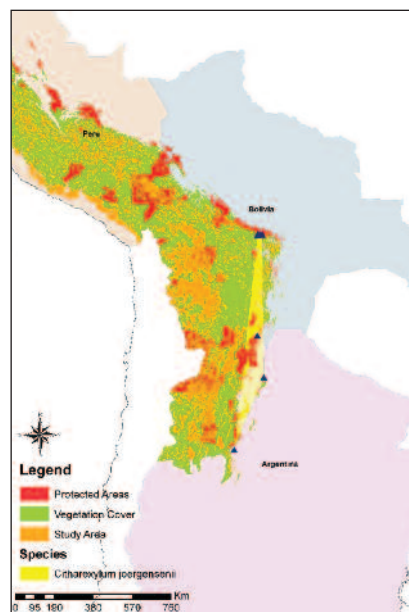 Peru
Bolivia
Argentina
Legend
Protected Areas
Vegetation Cover
Study Area
Species
Citharexylum joergensenii
Km
0 95 190 380 570 760